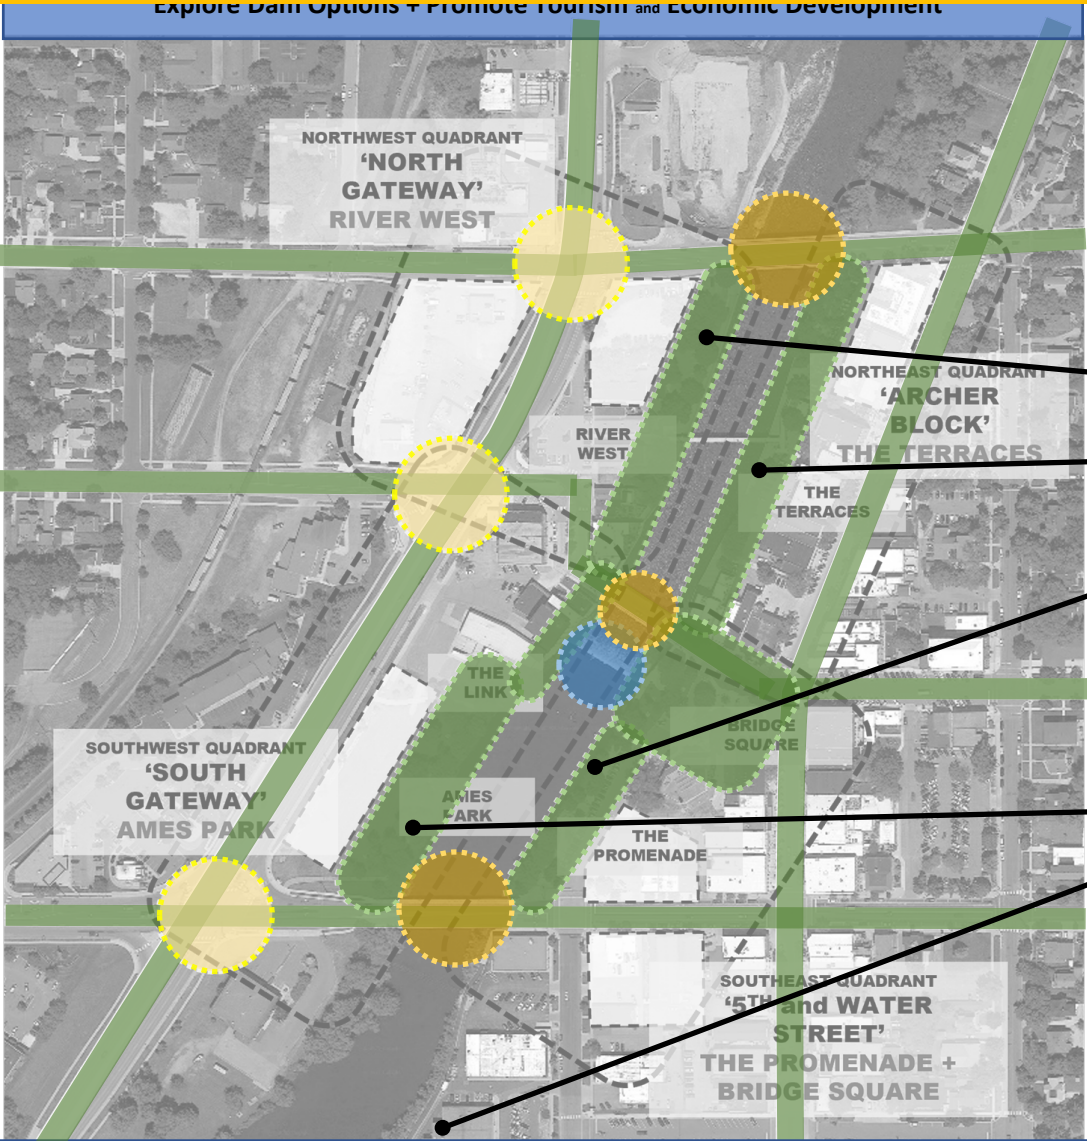 Explore Dam Options + Promote Tourism and Economic Development
NORTHWEST QUADRANT
‘NORTH
GATEWAY’
RIVER WEST
NORTHEAST QUADRANT
‘ARCHER
BLOCK’
THE TERRACES
RIVER
WEST
THE
TERRACES
THE
LINK
BRIDGE
SQUARE
SOUTHWEST QUADRANT
‘SOUTH
GATEWAY’
AMES PARK
AMES
PARK
THE
PROMENADE
SOUTHEAST QUADRANT
‘5TH and WATER
STREET’
THE PROMENADE +
BRIDGE SQUARE